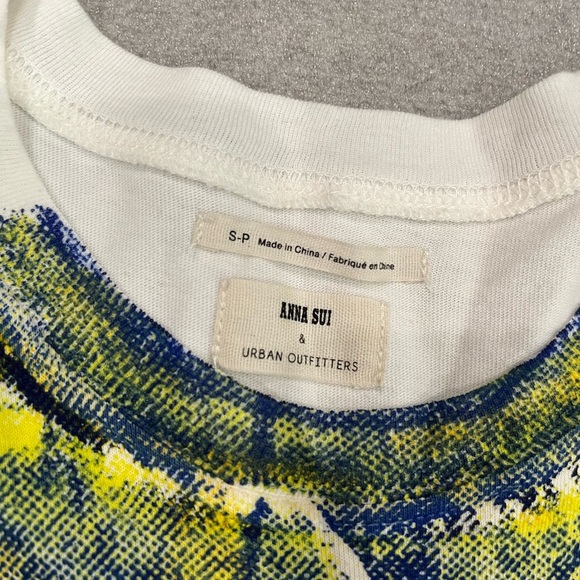 S-P Made in China / Fabriqué en Chine
ANNA SUI
&
URBAN OUTFITTERS